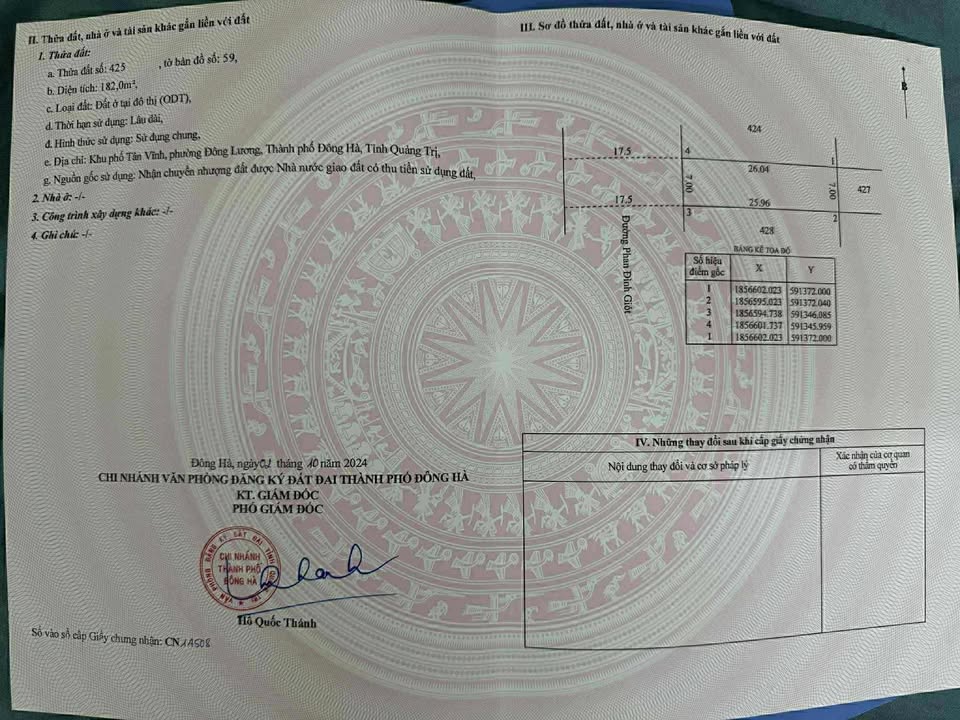 II. Thửa đất, nhà ở và tài sản khác gắn liền với đất
1. Thửa đất:
a. Thửa đất số: 425 , tờ bản đồ số: 59,
b. Diện tích: 182,0m²,
c. Loại đất: Đất ở tại đô thị (ODT),
d. Thời hạn sử dụng: Lâu dài,
đ. Hình thức sử dụng: Sử dụng chung,
e. Địa chỉ: Khu phố Tân Vĩnh, phường Đông Lương, Thành phố Đông Hà, Tỉnh Quảng Trị,
g. Nguồn gốc sử dụng: Nhận chuyển nhượng đất được Nhà nước giao đất có thu tiền sử dụng đất,
2. Nhà ở: -/-
3. Công trình xây dựng khác: -/-
4. Ghi chú: -/-
Đông Hà, ngày 02 tháng 10 năm 2024
CHI NHÁNH VĂN PHÒNG ĐĂNG KÝ ĐẤT ĐAI THÀNH PHỐ ĐÔNG HÀ
KT. GIÁM ĐỐC
PHÓ GIÁM ĐỐC
CHI NHÁNH
THÀNH PHỐ
ĐÔNG HÀ
Hồ Quốc Thánh
Số vào sổ cấp Giấy chứng nhận: CN14508
III. Sơ đồ thửa đất, nhà ở và tài sản khác gắn liền với đất
B
424
17.5 4 1
26.04
7.00 7.00 427
17.5 25.96
3 2
428
Đường Phan Đình Giót
BẢNG KÊ TỌA ĐỘ
Số hiệu điểm gốc X Y
1 1856602.023 591372.000
2 1856595.023 591372.040
3 1856594.738 591346.085
4 1856601.737 591345.959
1 1856602.023 591372.000
IV. Những thay đổi sau khi cấp giấy chứng nhận
Nội dung thay đổi và cơ sở pháp lý
Xác nhận của cơ quan
có thẩm quyền